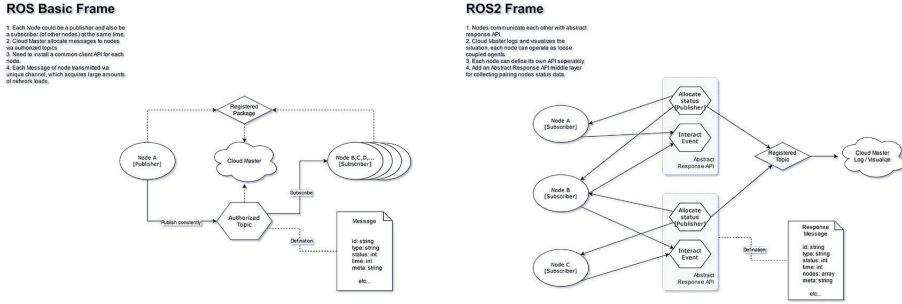 ROS Basic Frame
1. Each Node could be a publisher and also be
a subscriber (of other nodes) at the same time.
2. Cloud Master allocate messages to nodes
via authorized topics
3. Need to install a common client API for each
node.
4. Each Message of node transmitted via
unique channel, which acquires large amounts
of network loads.
Registered
Package
Node A
[Publisher]
Cloud Master
Node B,C,D,...
[Subscriber]
Subscribe
Publish constently
Authorized
Topic
Defination
Message
id: string
type: string
status: int
time: int
meta: string
etc...
ROS2 Frame
1. Nodes communicate each other with abstract
response API.
2. Cloud Master logs and visualizes the
situation, each node can operate as loose
coupled agents.
3. Each node can define its own API seperately.
4. Add an Abstract Response API middle layer
for collecting pairing nodes status data.
Allocate
status
[Publisher]
Node A
[Subscriber]
Interact
Event
Abstract
Response API
Registered
Topic
Cloud Master
Log / Visualize
Node B
[Subscriber]
Allocate
status
[Publisher]
Interact
Event
Abstract
Response API
Node C
[Subscriber]
Defination
Response
Message
id: string
type: string
status: int
time: int
nodes: array
meta: string
etc...